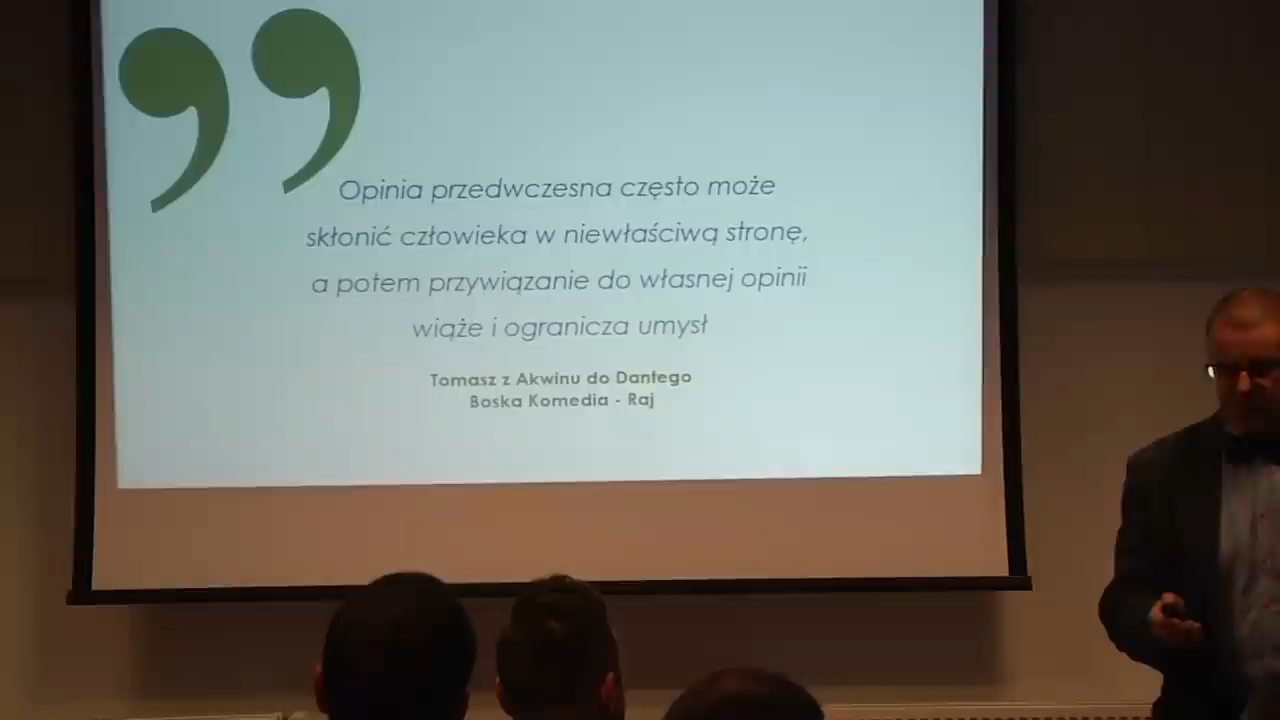 Opinia przedwczesna często może
skłonić człowieka w niewłaściwą stronę,
a potem przywiązanie do własnej opinii
wiąże i ogranicza umysł
Tomasz z Akwinu do Dantego
Boska Komedia - Raj